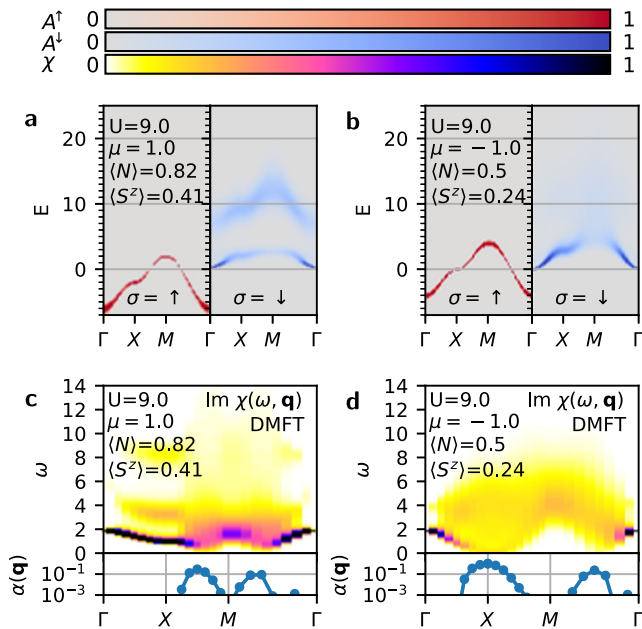 A↑ 0 1
A↓ 0 1
χ 0 1
a b
U=9.0
μ = 1.0
⟨N⟩=0.82
⟨S^z⟩=0.41
σ = ↑ σ = ↓
E
20
10
0
Γ X M Γ
U=9.0
μ = −1.0
⟨N⟩=0.5
⟨S^z⟩=0.24
σ = ↑ σ = ↓
E
20
10
0
Γ X M Γ
c d
U=9.0 Im χ(ω, q)
μ = 1.0 DMFT
⟨N⟩=0.82
⟨S^z⟩=0.41
ω
14
12
10
8
6
4
2
0
α(q)
10⁻¹
10⁻³
Γ X M Γ
U=9.0 Im χ(ω, q)
μ = −1.0 DMFT
⟨N⟩=0.5
⟨S^z⟩=0.24
ω
14
12
10
8
6
4
2
0
α(q)
10⁻¹
10⁻³
Γ X M Γ